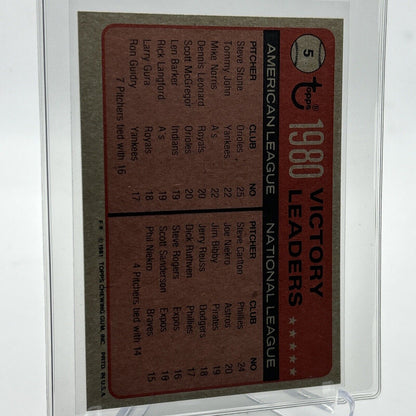 5
Topps®
1980 VICTORY
LEADERS
AMERICAN LEAGUE
PITCHER CLUB NO
Steve Stone Orioles 25
Tommy John Yankees 22
Mike Norris A's 22
Dennis Leonard Royals 20
Scott McGregor Orioles 20
Len Barker Indians 19
Rick Langford A's 19
Larry Gura Royals 18
Ron Guidry Yankees 17
7 Pitchers tied with 16
NATIONAL LEAGUE
PITCHER CLUB NO
Steve Carlton Phillies 24
Joe Niekro Astros 20
Jim Bibby Pirates 19
Jerry Reuss Dodgers 18
Dick Ruthven Phillies 17
Steve Rogers Expos 16
Scott Sanderson Expos 16
Phil Niekro Braves 15
4 Pitchers tied with 14
© 1981 TOPPS CHEWING GUM, INC. PRTD. IN U.S.A.